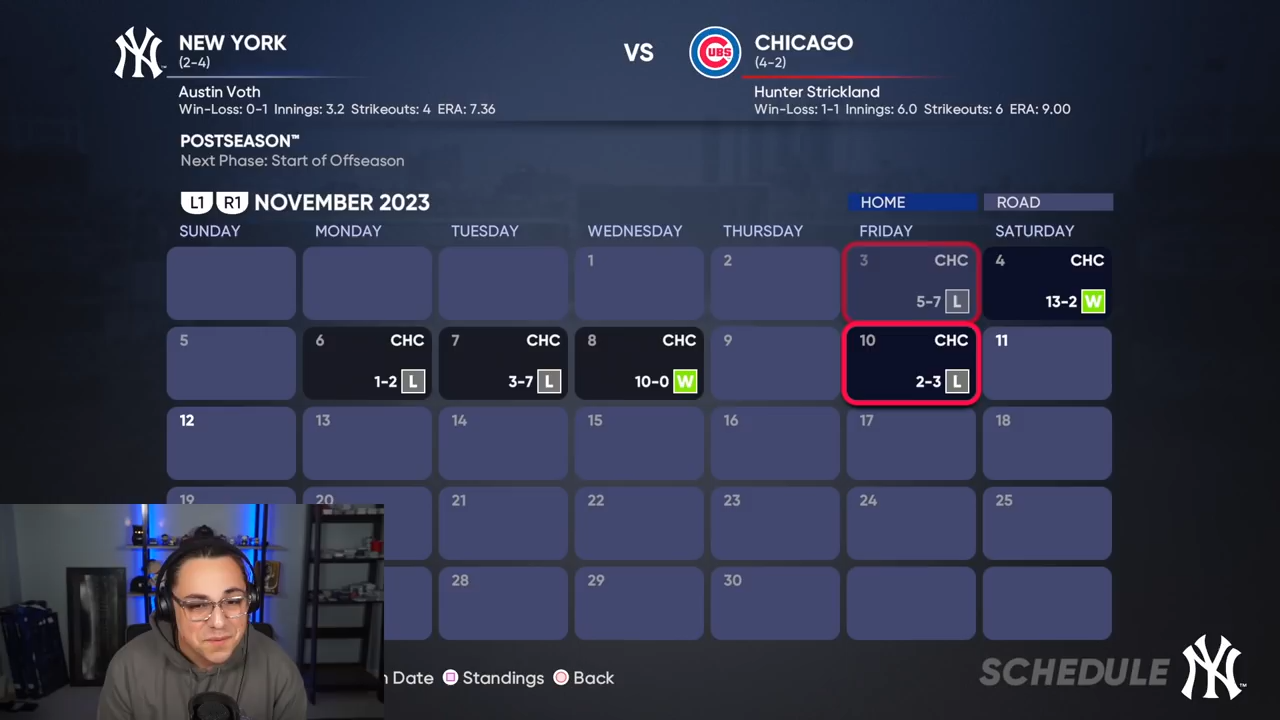 NEW YORK
(2-4)
Austin Voth
Win-Loss: 0-1 Innings: 3.2 Strikeouts: 4 ERA: 7.36
VS
CUBS
CHICAGO
(4-2)
Hunter Strickland
Win-Loss: 1-1 Innings: 6.0 Strikeouts: 6 ERA: 9.00
POSTSEASON™
Next Phase: Start of Offseason
L1 R1 NOVEMBER 2023
HOME ROAD
SUNDAY MONDAY TUESDAY WEDNESDAY THURSDAY FRIDAY SATURDAY
1 2 3 CHC 4 CHC
5-7 L 13-2 W
5 6 CHC 7 CHC 8 CHC 9 10 CHC 11
1-2 L 3-7 L 10-0 W 2-3 L
12 13 14 15 16 17 18
19 20 21 22 23 24 25
28 29 30
n Date Standings Back
SCHEDULE NY